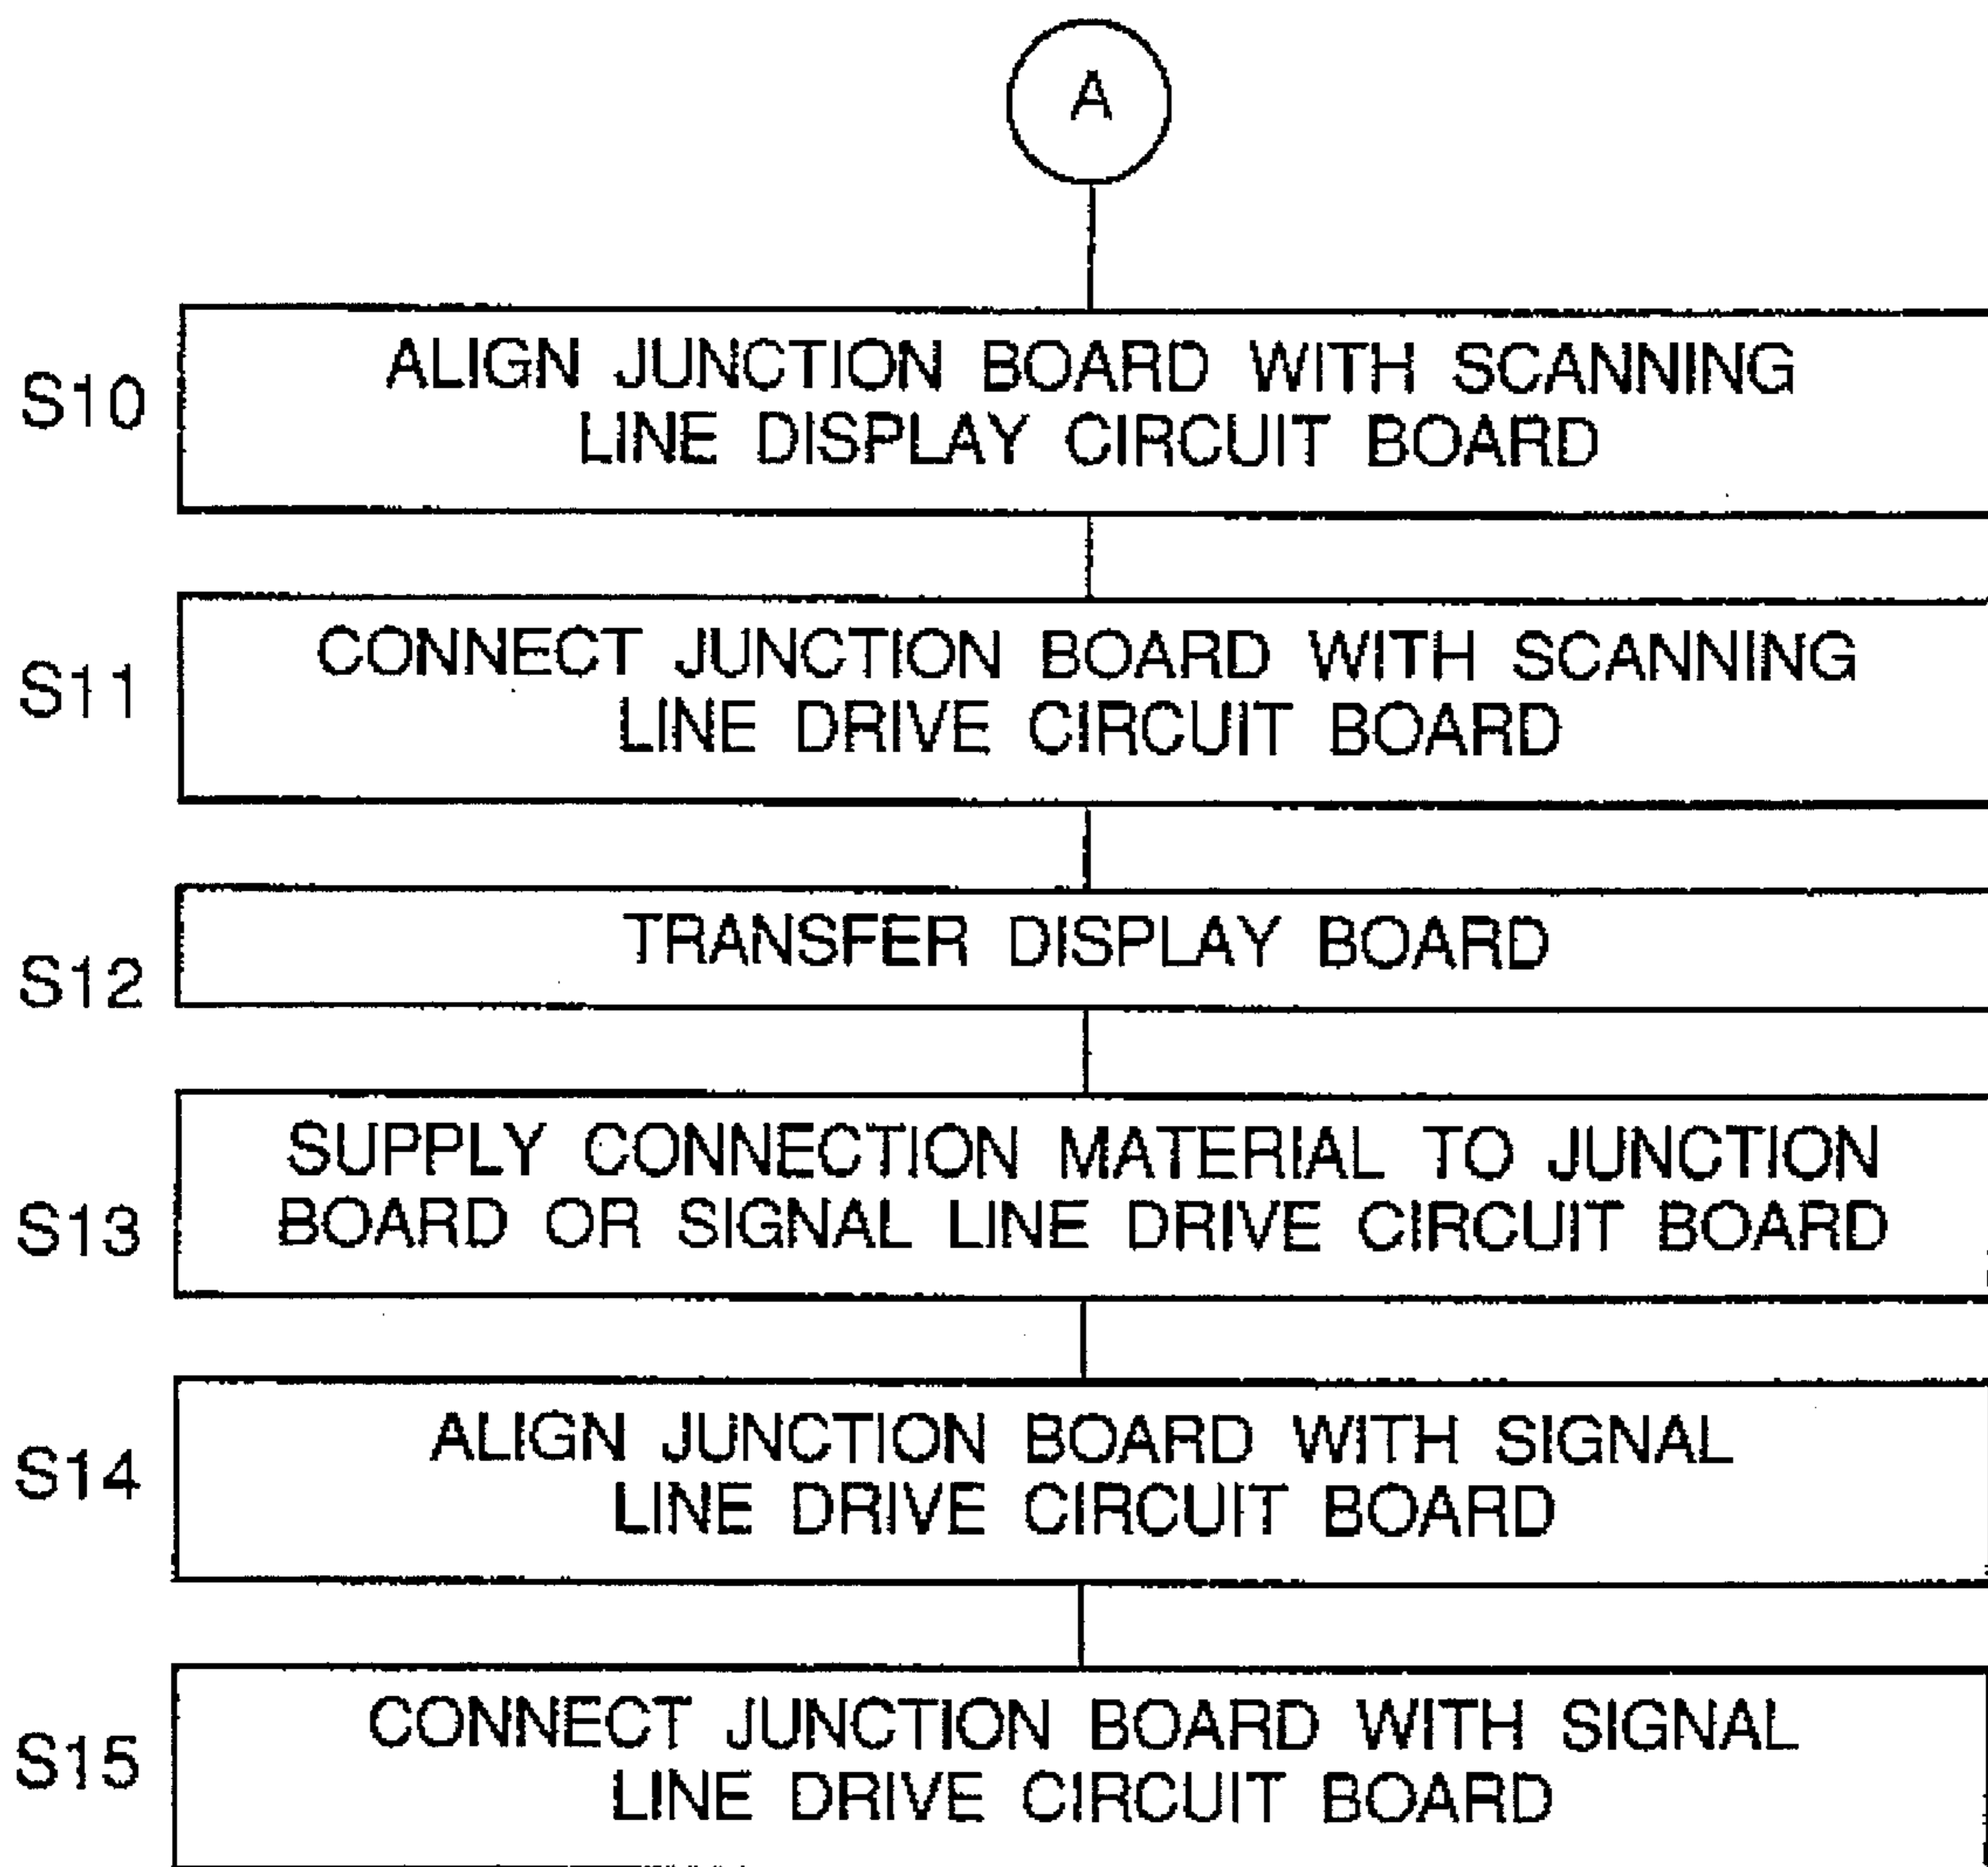 A
S10
ALIGN JUNCTION BOARD WITH SCANNING
LINE DISPLAY CIRCUIT BOARD
S11
CONNECT JUNCTION BOARD WITH SCANNING
LINE DRIVE CIRCUIT BOARD
S12
TRANSFER DISPLAY BOARD
S13
SUPPLY CONNECTION MATERIAL TO JUNCTION
BOARD OR SIGNAL LINE DRIVE CIRCUIT BOARD
S14
ALIGN JUNCTION BOARD WITH SIGNAL
LINE DRIVE CIRCUIT BOARD
S15
CONNECT JUNCTION BOARD WITH SIGNAL
LINE DRIVE CIRCUIT BOARD